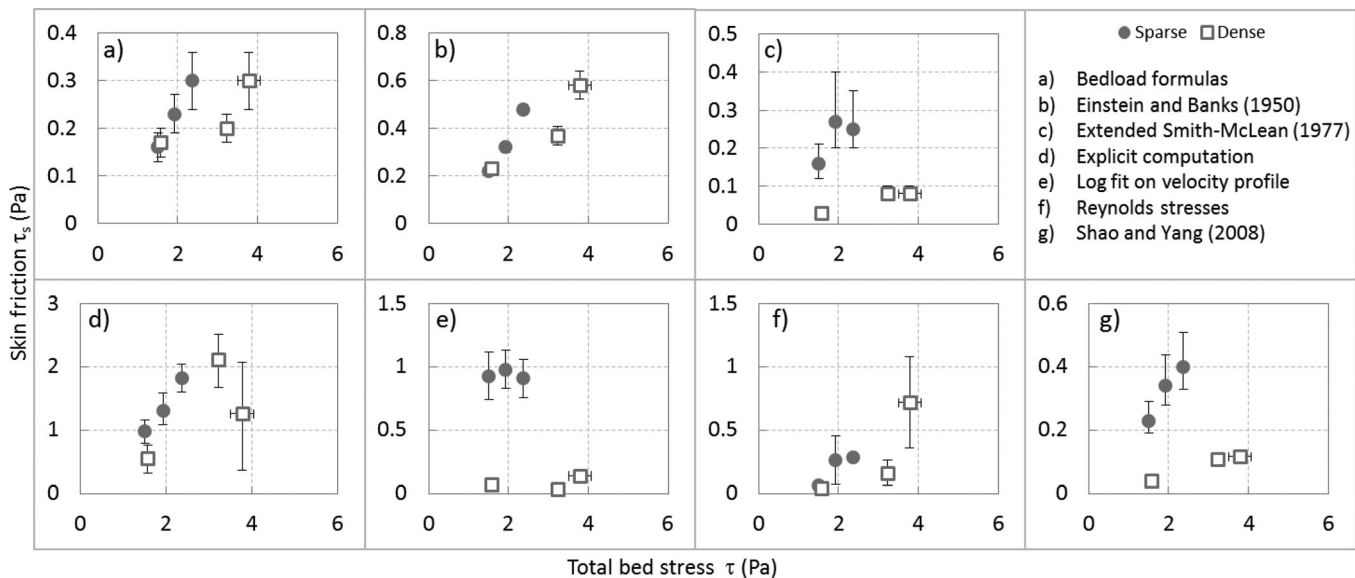 Skin friction τs (Pa)
a)
0.4
0.3
0.2
0.1
0
0 2 4 6
b)
0.8
0.6
0.4
0.2
0
0 2 4 6
c)
0.5
0.4
0.3
0.2
0.1
0
0 2 4 6
Sparse Dense
a) Bedload formulas
b) Einstein and Banks (1950)
c) Extended Smith-McLean (1977)
d) Explicit computation
e) Log fit on velocity profile
f) Reynolds stresses
g) Shao and Yang (2008)
d)
3
2
1
0
0 2 4 6
e)
1.5
1
0.5
0
0 2 4 6
f)
1.5
1
0.5
0
0 2 4 6
g)
0.6
0.4
0.2
0
0 2 4 6
Total bed stress τ (Pa)